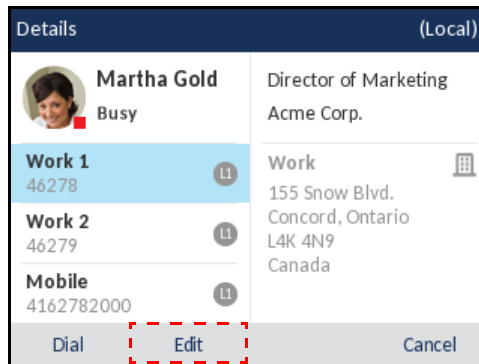 Details (Local)
Martha Gold
Busy
Work 1
46278
L1
Work 2
46279
L1
Mobile
4162782000
L1
Director of Marketing
Acme Corp.
Work
155 Snow Blvd.
Concord, Ontario
L4K 4N9
Canada
Dial Edit Cancel